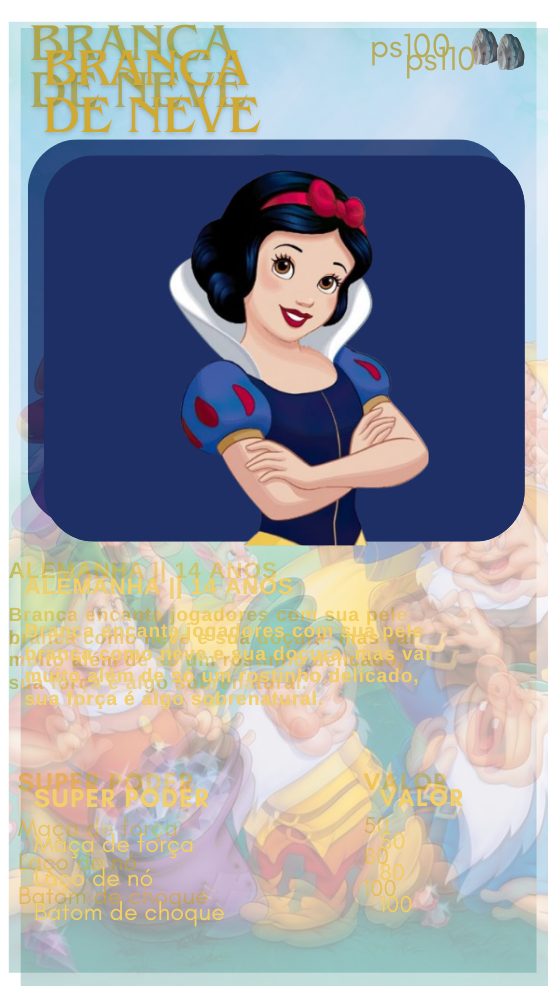 BRANCA
DE NEVE
ps100
ps110
ALEMANHA || 14 ANOS
Branca encanta jogadores com sua pele
branca como neve e sua doçura, mas vai
muito além de só um rostinho delicado,
sua força é algo sobrenatural.
SUPER PODER VALOR
Maça de força 50
Laço de nó 80
Batom de choque 100